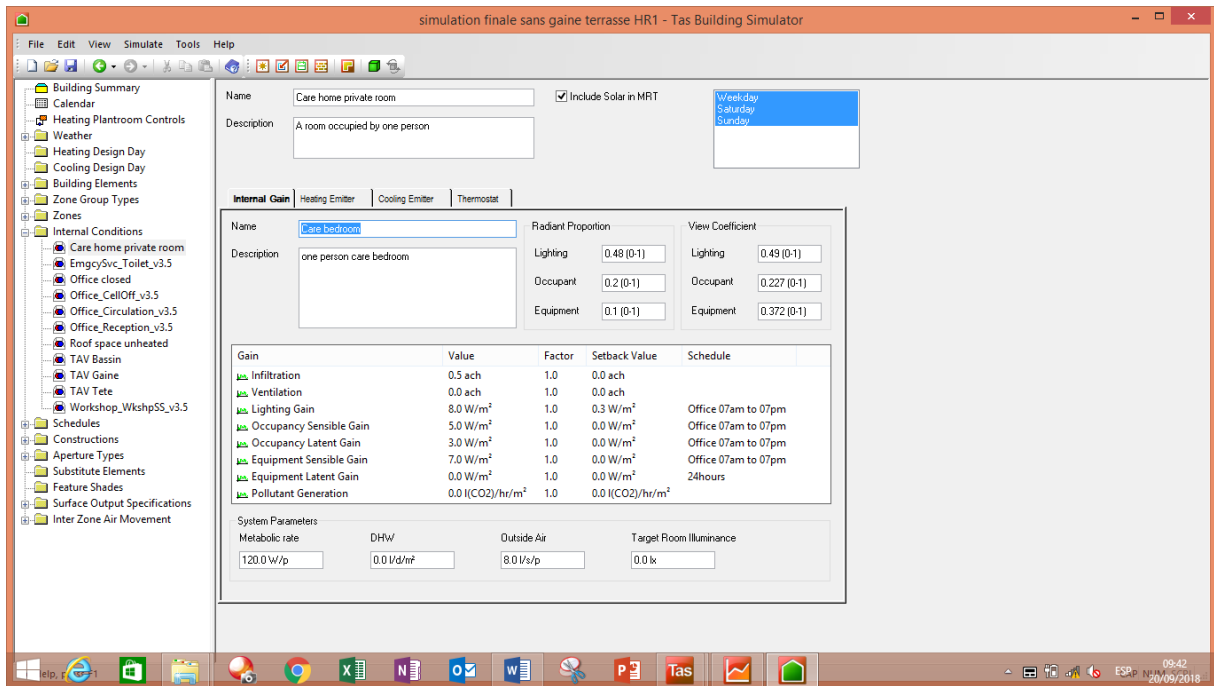 simulation finale sans gaine terrasse HR1 - Tas Building Simulator
File Edit View Simulate Tools Help
Building Summary
Calendar
Heating Plantroom Controls
Weather
Heating Design Day
Cooling Design Day
Building Elements
Zone Group Types
Zones
Internal Conditions
Care home private room
EmgcySvc_Toilet_v3.5
Office closed
Office_CellOff_v3.5
Office_Circulation_v3.5
Office_Reception_v3.5
Roof space unheated
TAV Bassin
TAV Gaine
TAV Tete
Workshop_WkshpSS_v3.5
Schedules
Constructions
Aperture Types
Substitute Elements
Feature Shades
Surface Output Specifications
Inter Zone Air Movement
Name Care home private room Include Solar in MRT
Description A room occupied by one person
Weekday
Saturday
Sunday
Internal Gain Heating Emitter Cooling Emitter Thermostat
Name Care bedroom
Description one person care bedroom
Radiant Proportion
Lighting 0.48 (0-1)
Occupant 0.2 (0-1)
Equipment 0.1 (0-1)
View Coefficient
Lighting 0.49 (0-1)
Occupant 0.227 (0-1)
Equipment 0.372 (0-1)
Gain Value Factor Setback Value Schedule
Infiltration 0.5 ach 1.0 0.0 ach
Ventilation 0.0 ach 1.0 0.0 ach
Lighting Gain 8.0 W/m² 1.0 0.3 W/m² Office 07am to 07pm
Occupancy Sensible Gain 5.0 W/m² 1.0 0.0 W/m² Office 07am to 07pm
Occupancy Latent Gain 3.0 W/m² 1.0 0.0 W/m² Office 07am to 07pm
Equipment Sensible Gain 7.0 W/m² 1.0 0.0 W/m² Office 07am to 07pm
Equipment Latent Gain 0.0 W/m² 1.0 0.0 W/m² 24hours
Pollutant Generation 0.0 l(CO2)/hr/m² 1.0 0.0 l(CO2)/hr/m²
System Parameters
Metabolic rate DHW Outside Air Target Room Illuminance
120.0 W/p 0.0 l/d/m² 8.0 l/s/p 0.0 lx
Tas
ESP
NUM
09:42
20/09/2018